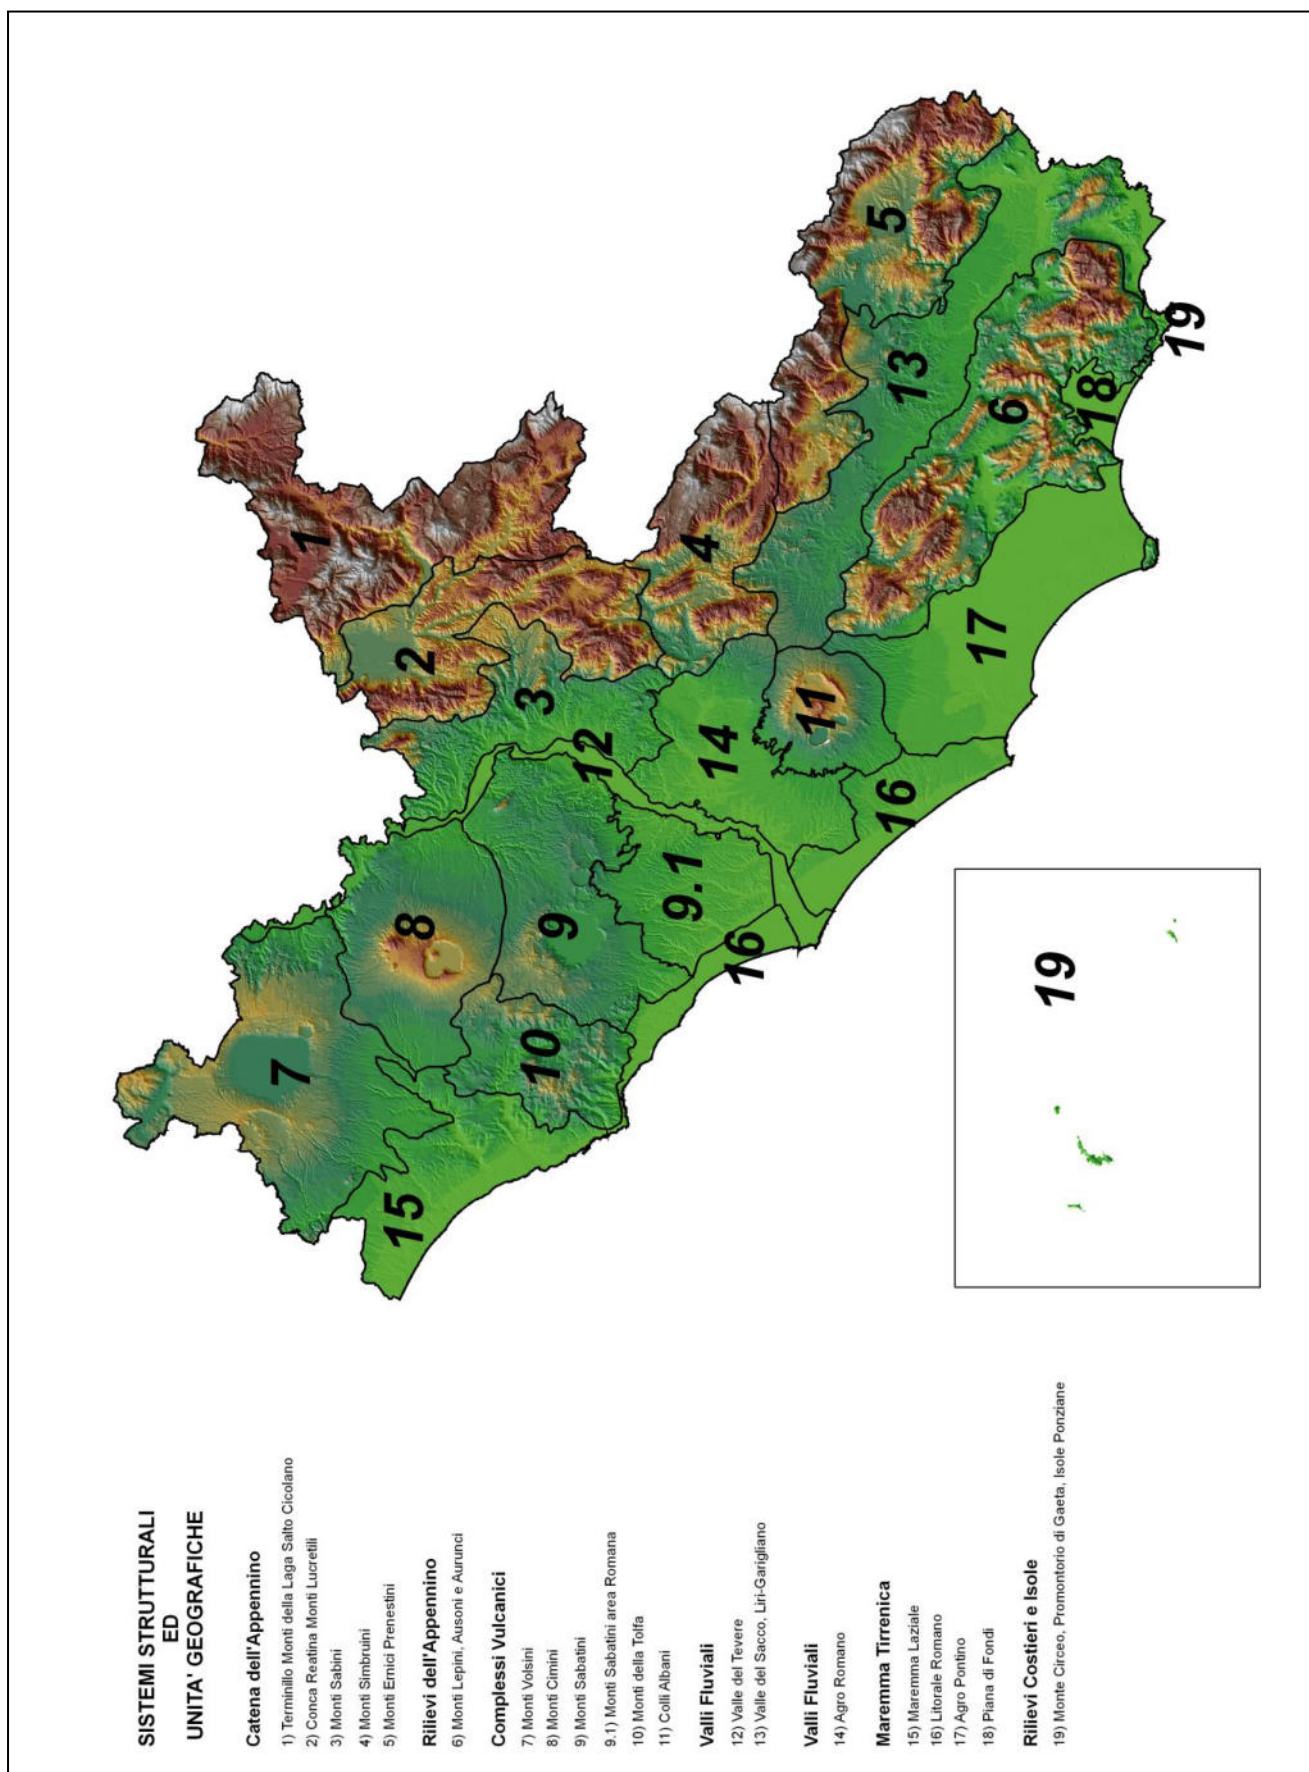 SISTEMI STRUTTURALI
ED
UNITA' GEOGRAFICHE
Catena dell'Appennino
1) Terminillo Monti della Laga Salto Cicolano
2) Conca Reatina Monti Lucretili
3) Monti Sabini
4) Monti Simbruini
5) Monti Ernici Prenestini
Rilievi dell'Appennino
6) Monti Lepini, Ausoni e Aurunci
Complessi Vulcanici
7) Monti Volsini
8) Monti Cimini
9) Monti Sabatini
9.1) Monti Sabatini area Romana
10) Monti della Tolfa
11) Colli Albani
Valli Fluviali
12) Valle del Tevere
13) Valle del Sacco, Liri-Garigliano
Valli Fluviali
14) Agro Romano
Maremma Tirrenica
15) Maremma Laziale
16) Litorale Romano
17) Agro Pontino
18) Piana di Fondi
Rilievi Costieri e Isole
19) Monte Circeo, Promontorio di Gaeta, Isole Ponziane
1
2
3
4
5
6
7
8
9
9.1
10
11
12
13
14
15
16
16
17
18
19
19